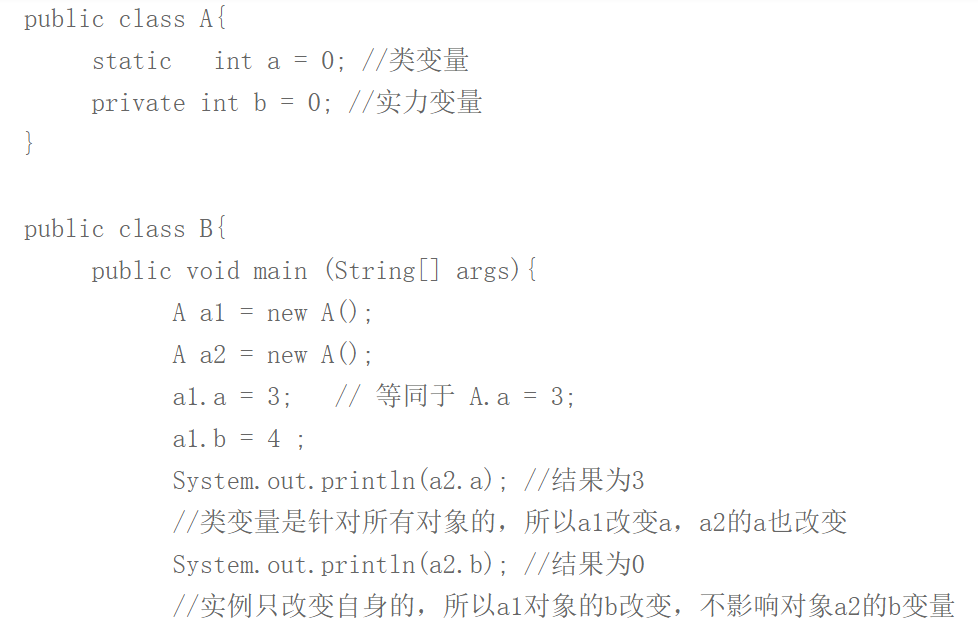 public class A{
static int a = 0; //类变量
private int b = 0; //实力变量
}
public class B{
public void main (String[] args){
A a1 = new A();
A a2 = new A();
a1.a = 3; // 等同于 A.a = 3;
a1.b = 4 ;
System.out.println(a2.a); //结果为3
//类变量是针对所有对象的，所以a1改变a，a2的a也改变
System.out.println(a2.b); //结果为0
//实例只改变自身的，所以a1对象的b改变，不影响对象a2的b变量